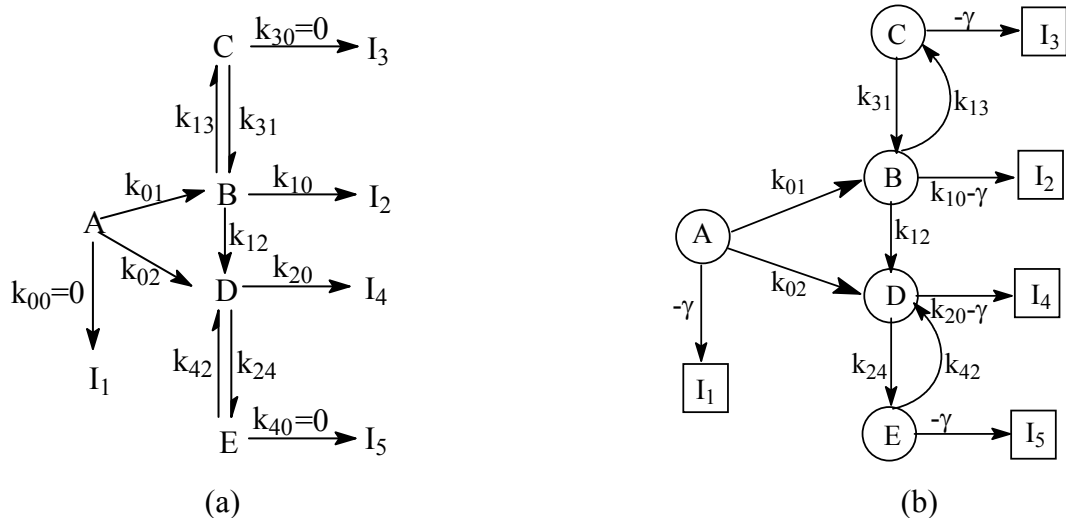 k30=0
C
I3
k13
k31
k01
B
k10
I2
A
k12
k02
k20
D
I4
k00=0
k42
k24
I1
k40=0
E
I5
(a)
-γ
C
I3
k31
k13
k01
B
I2
k10-γ
A
k12
k02
D
I4
k20-γ
-γ
k24
k42
I1
E
-γ
I5
(b)